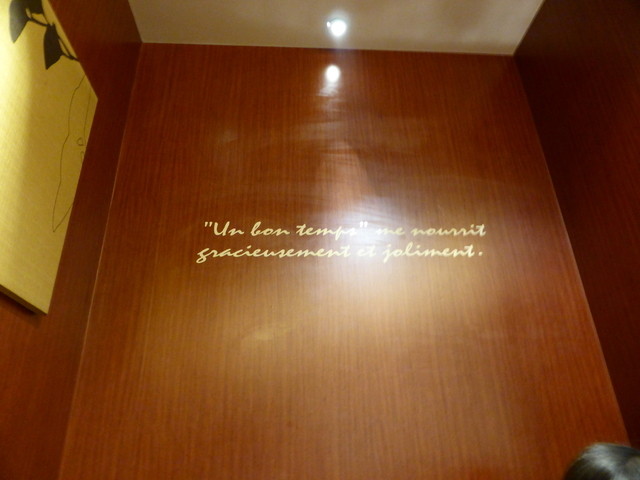 "Un bon temps" me nourrit
gracieusement et joliment.